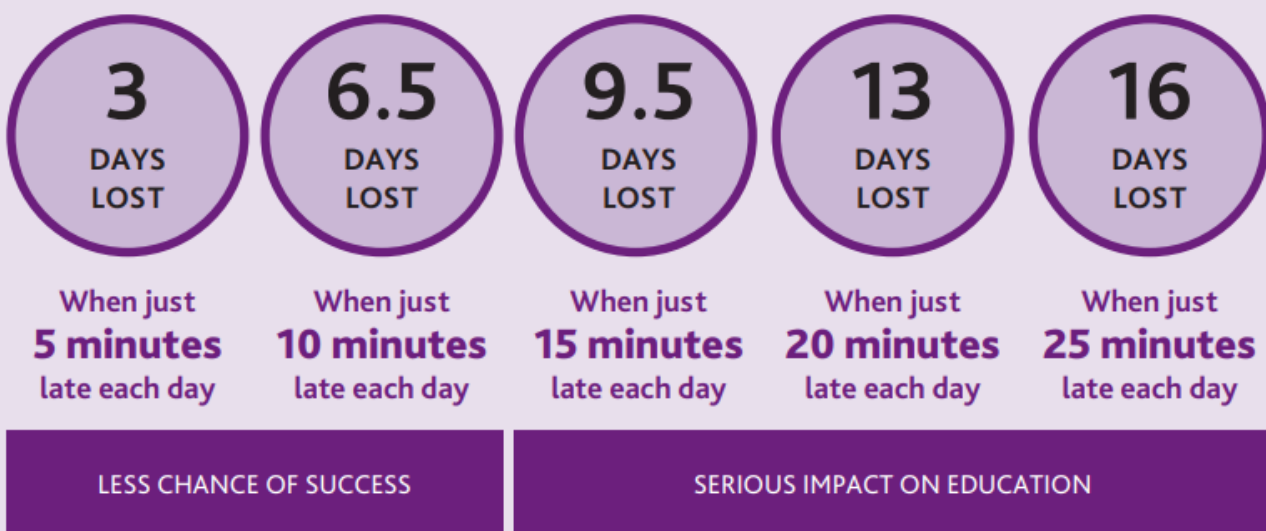 3
DAYS
LOST
When just
5 minutes
late each day
6.5
DAYS
LOST
When just
10 minutes
late each day
9.5
DAYS
LOST
When just
15 minutes
late each day
13
DAYS
LOST
When just
20 minutes
late each day
16
DAYS
LOST
When just
25 minutes
late each day
LESS CHANCE OF SUCCESS
SERIOUS IMPACT ON EDUCATION